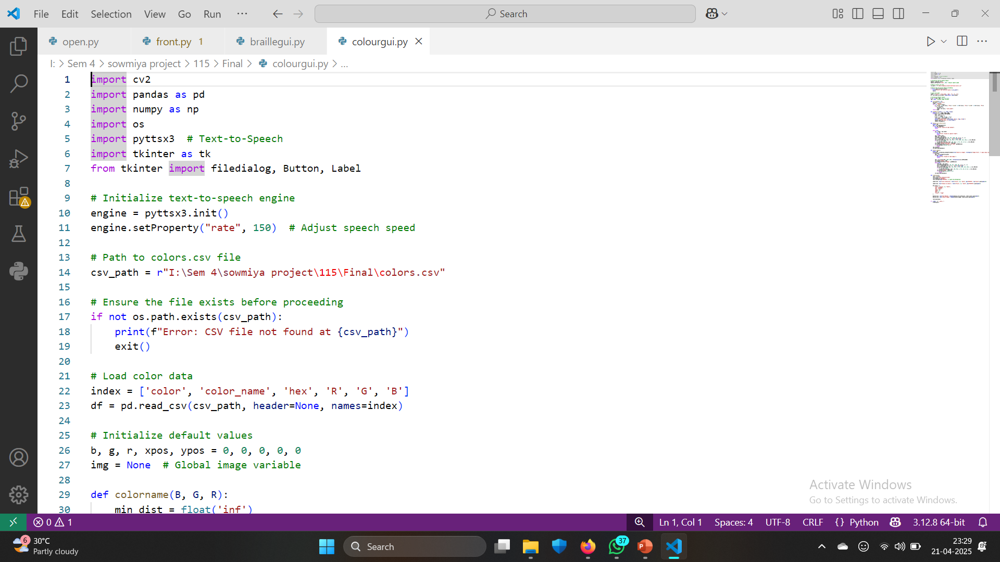 File Edit Selection View Go Run ··· Search
open.py front.py 1 braillegui.py colourgui.py
I: > Sem 4 > sowmiya project > 115 > Final > colourgui.py > ...
1 import cv2
2 import pandas as pd
3 import numpy as np
4 import os
5 import pyttsx3  # Text-to-Speech
6 import tkinter as tk
7 from tkinter import filedialog, Button, Label
8
9 # Initialize text-to-speech engine
10 engine = pyttsx3.init()
11 engine.setProperty("rate", 150)  # Adjust speech speed
12
13 # Path to colors.csv file
14 csv_path = r"I:\Sem 4\sowmiya project\115\Final\colors.csv"
15
16 # Ensure the file exists before proceeding
17 if not os.path.exists(csv_path):
18     print(f"Error: CSV file not found at {csv_path}")
19     exit()
20
21 # Load color data
22 index = ['color', 'color_name', 'hex', 'R', 'G', 'B']
23 df = pd.read_csv(csv_path, header=None, names=index)
24
25 # Initialize default values
26 b, g, r, xpos, ypos = 0, 0, 0, 0, 0
27 img = None  # Global image variable
28
29 def colorname(B, G, R):
30     min_dist = float('inf')
Activate Windows
Go to Settings to activate Windows.
0 1 Ln 1, Col 1 Spaces: 4 UTF-8 CRLF {} Python 3.12.8 64-bit
6 30°C
Partly cloudy
Search
37
23:29
21-04-2025